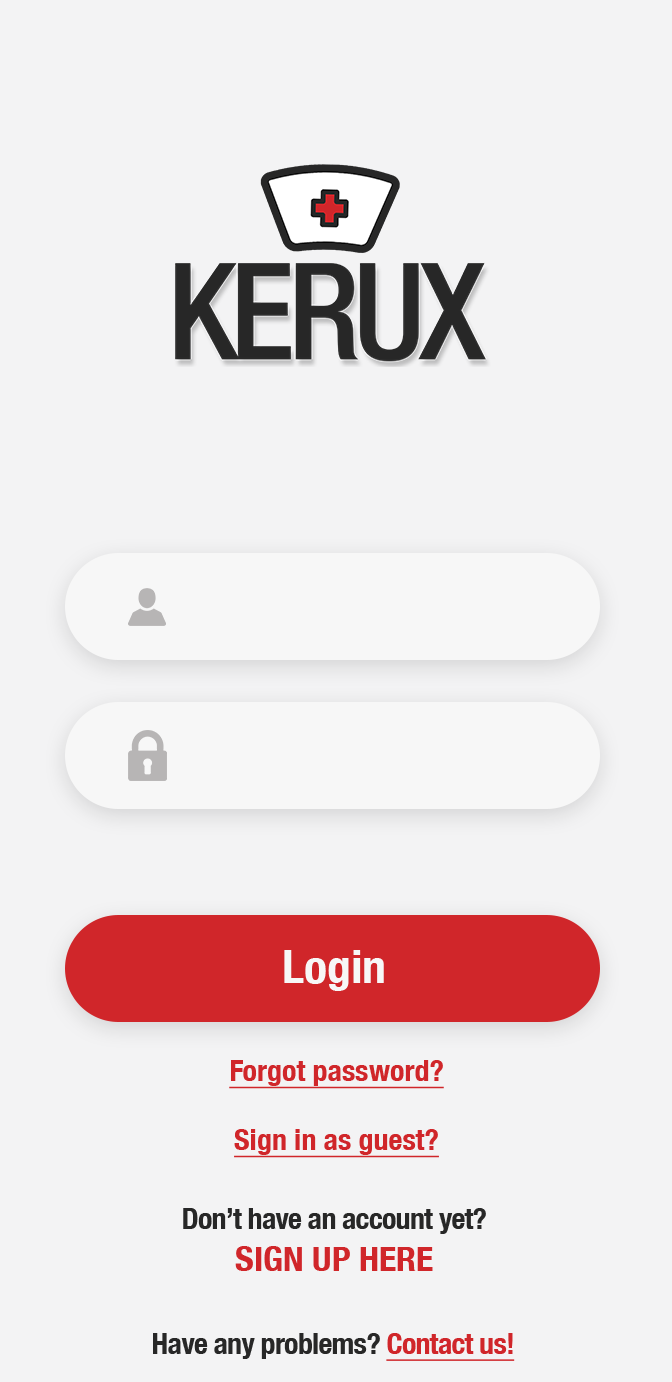 KERUX
Login
Forgot password?
Sign in as guest?
Don’t have an account yet?
SIGN UP HERE
Have any problems? Contact us!